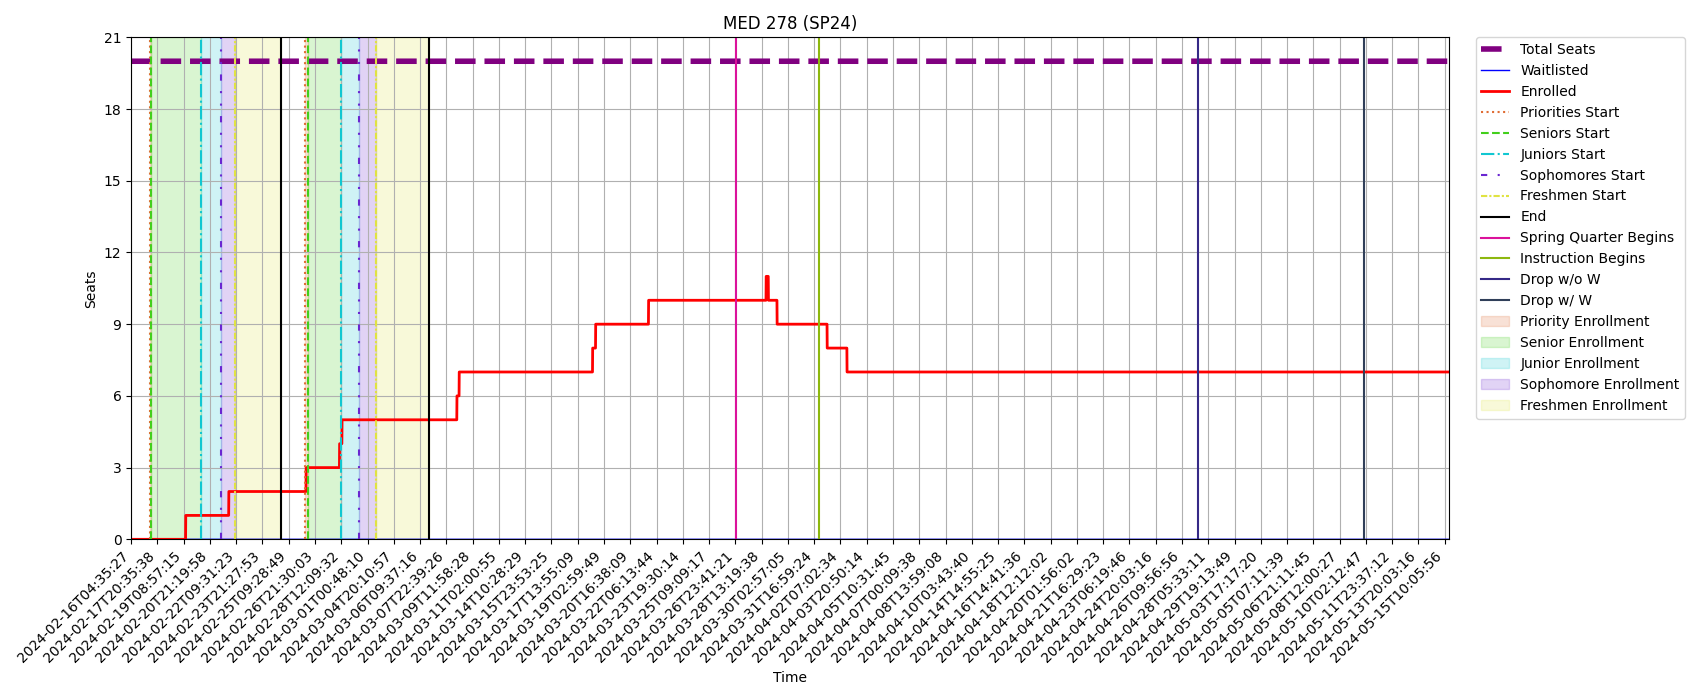 MED 278 (SP24)
21
18
15
12
9
6
3
0
Seats
2024-02-16T04:35:27
2024-02-17T20:35:38
2024-02-19T08:57:15
2024-02-20T21:19:58
2024-02-22T09:31:23
2024-02-23T21:27:53
2024-02-25T09:28:49
2024-02-26T21:30:03
2024-02-28T12:09:32
2024-03-01T00:48:10
2024-03-04T20:10:57
2024-03-06T09:37:16
2024-03-07T22:39:26
2024-03-09T11:58:28
2024-03-11T02:00:55
2024-03-14T10:28:29
2024-03-15T23:53:25
2024-03-17T13:55:09
2024-03-19T02:59:49
2024-03-20T16:38:09
2024-03-22T06:13:44
2024-03-23T19:30:14
2024-03-25T09:09:17
2024-03-26T23:41:21
2024-03-28T13:19:38
2024-03-30T02:57:05
2024-03-31T16:59:24
2024-04-02T07:02:34
2024-04-03T20:50:14
2024-04-05T10:31:45
2024-04-07T00:09:38
2024-04-08T13:59:08
2024-04-10T03:43:40
2024-04-14T14:55:25
2024-04-16T14:41:36
2024-04-18T12:12:02
2024-04-20T01:56:02
2024-04-21T16:29:23
2024-04-23T06:19:46
2024-04-24T20:03:16
2024-04-26T09:56:56
2024-04-28T05:33:11
2024-04-29T19:13:49
2024-05-03T17:17:20
2024-05-05T07:11:39
2024-05-06T21:11:45
2024-05-08T12:00:27
2024-05-10T02:12:47
2024-05-11T23:37:12
2024-05-13T20:03:16
2024-05-15T10:05:56
Time
Total Seats
Waitlisted
Enrolled
Priorities Start
Seniors Start
Juniors Start
Sophomores Start
Freshmen Start
End
Spring Quarter Begins
Instruction Begins
Drop w/o W
Drop w/ W
Priority Enrollment
Senior Enrollment
Junior Enrollment
Sophomore Enrollment
Freshmen Enrollment